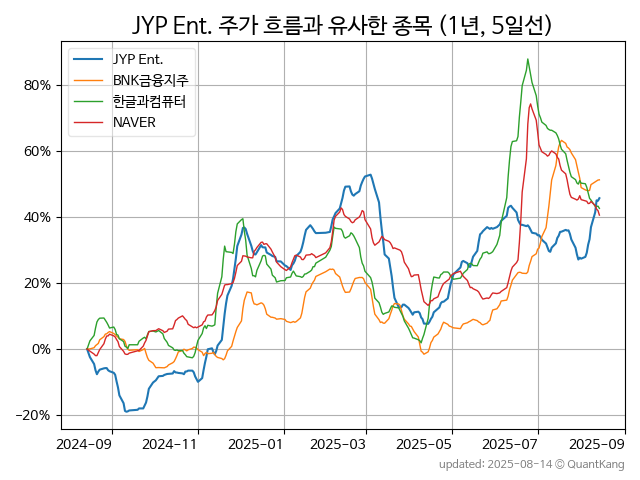 JYP Ent. 주가 흐름과 유사한 종목 (1년, 5일선)
JYP Ent.
BNK금융지주
한글과컴퓨터
NAVER
80%
60%
40%
20%
0%
−20%
2024-09 2024-11 2025-01 2025-03 2025-05 2025-07 2025-09
updated: 2025-08-14 © QuantKang